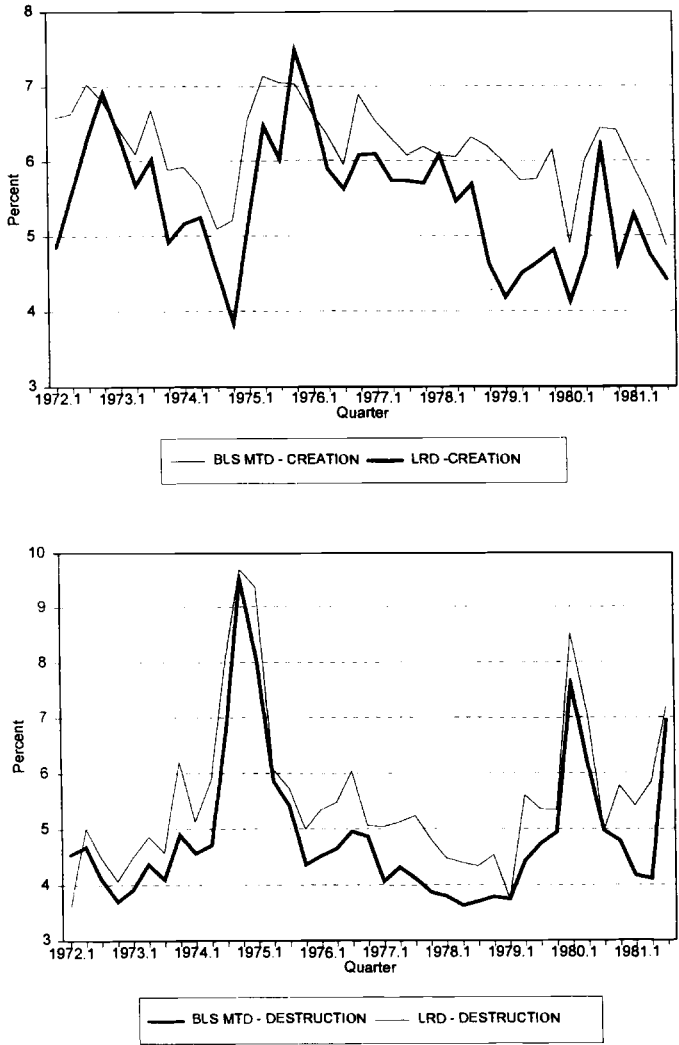 8
7
6
5
4
3
Percent
1972.1 1973.1 1974.1 1975.1 1976.1 1977.1 1978.1 1979.1 1980.1 1981.1
Quarter
BLS MTD - CREATION LRD -CREATION
10
9
8
7
6
5
4
3
Percent
1972.1 1973.1 1974.1 1975.1 1976.1 1977.1 1978.1 1979.1 1980.1 1981.1
Quarter
BLS MTD - DESTRUCTION LRD - DESTRUCTION